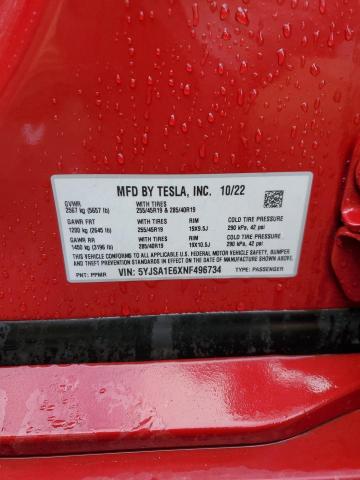 MFD BY TESLA, INC. 10/22
GVWR WITH TIRES
2567 kg (5657 lb) 255/45R19 & 285/40R19
GAWR FRT WITH TIRES RIM COLD TIRE PRESSURE
1200 kg (2645 lb) 255/45R19 19X9.5J 290 kPa, 42 psi
GAWR RR WITH TIRES RIM COLD TIRE PRESSURE
1450 kg (3196 lb) 285/40R19 19X10.5J 290 kPa, 42 psi
THIS VEHICLE CONFORMS TO ALL APPLICABLE U.S. FEDERAL MOTOR VEHICLE SAFETY, BUMPER
AND THEFT PREVENTION STANDARDS IN EFFECT ON THE DATE OF MANUFACTURE SHOWN ABOVE.
PNT: PPMR VIN: 5YJSA1E6XNF496734 TYPE: PASSENGER